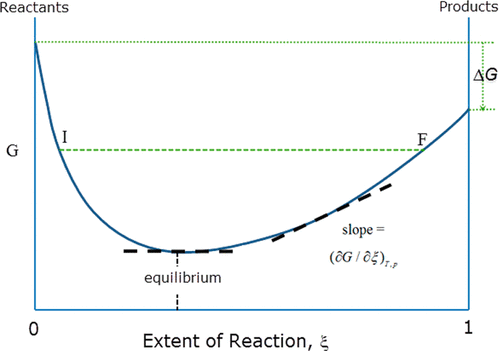 Reactants
Products
ΔG
I
F
G
slope =
(∂G / ∂ξ)T,P
equilibrium
0
1
Extent of Reaction, ξ